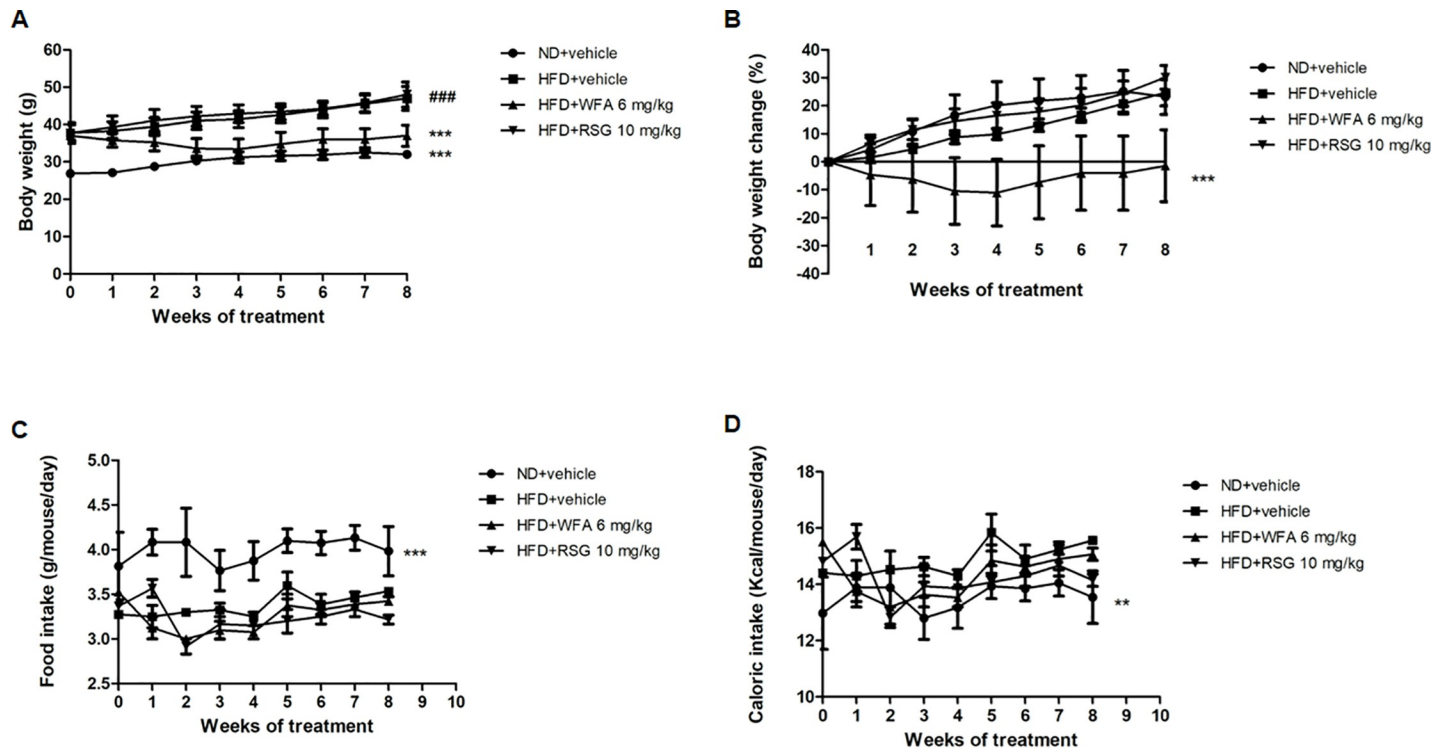 A
Body weight (g)
60
50
40
30
20
10
0
0 1 2 3 4 5 6 7 8
Weeks of treatment
ND+vehicle
HFD+vehicle
HFD+WFA 6 mg/kg
HFD+RSG 10 mg/kg
###
***
***
B
Body weight change (%)
40
30
20
10
0
-10
-20
-30
-40
1 2 3 4 5 6 7 8
Weeks of treatment
ND+vehicle
HFD+vehicle
HFD+WFA 6 mg/kg
HFD+RSG 10 mg/kg
***
C
Food intake (g/mouse/day)
5.0
4.5
4.0
3.5
3.0
2.5
0 1 2 3 4 5 6 7 8 9 10
Weeks of treatment
ND+vehicle
HFD+vehicle
HFD+WFA 6 mg/kg
HFD+RSG 10 mg/kg
***
D
Caloric intake (Kcal/mouse/day)
18
16
14
12
10
0 1 2 3 4 5 6 7 8 9 10
Weeks of treatment
ND+vehicle
HFD+vehicle
HFD+WFA 6 mg/kg
HFD+RSG 10 mg/kg
**